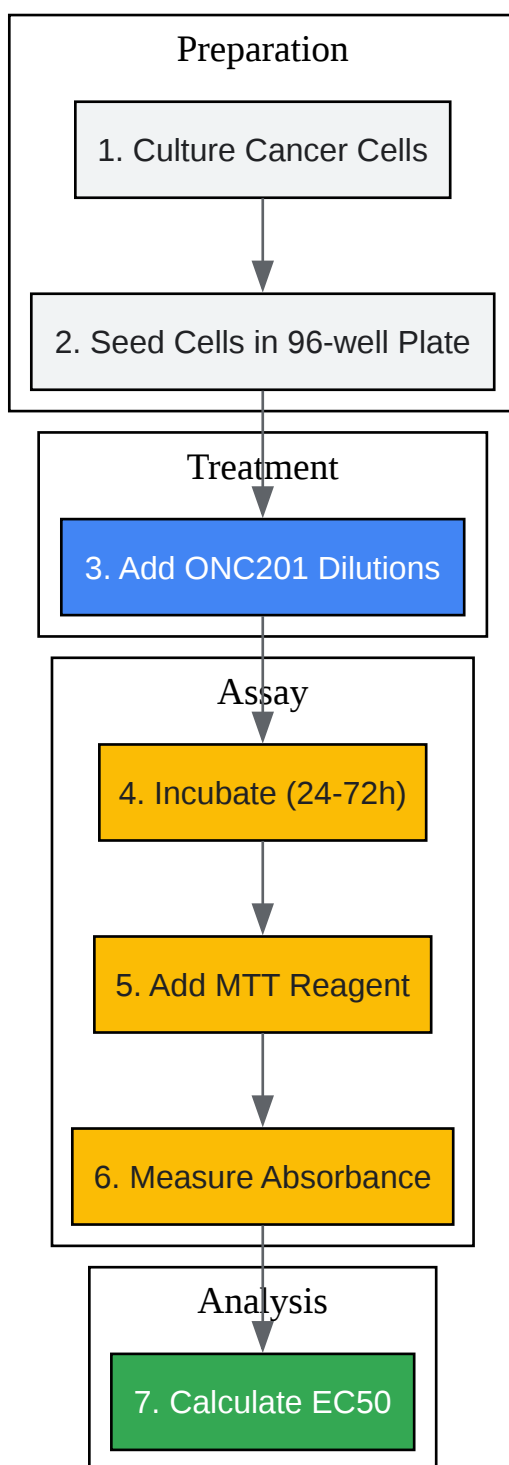 Preparation
1. Culture Cancer Cells
2. Seed Cells in 96-well Plate
Treatment
3. Add ONC201 Dilutions
Assay
4. Incubate (24-72h)
5. Add MTT Reagent
6. Measure Absorbance
Analysis
7. Calculate EC50